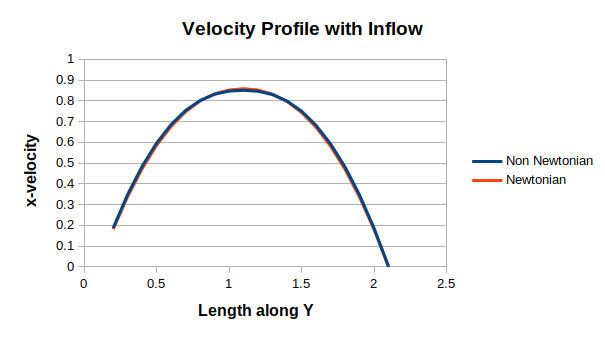 Velocity Profile with Inflow
1
0.9
0.8
0.7
0.6
0.5
0.4
0.3
0.2
0.1
0
x-velocity
0 0.5 1 1.5 2 2.5
Length along Y
Non Newtonian
Newtonian